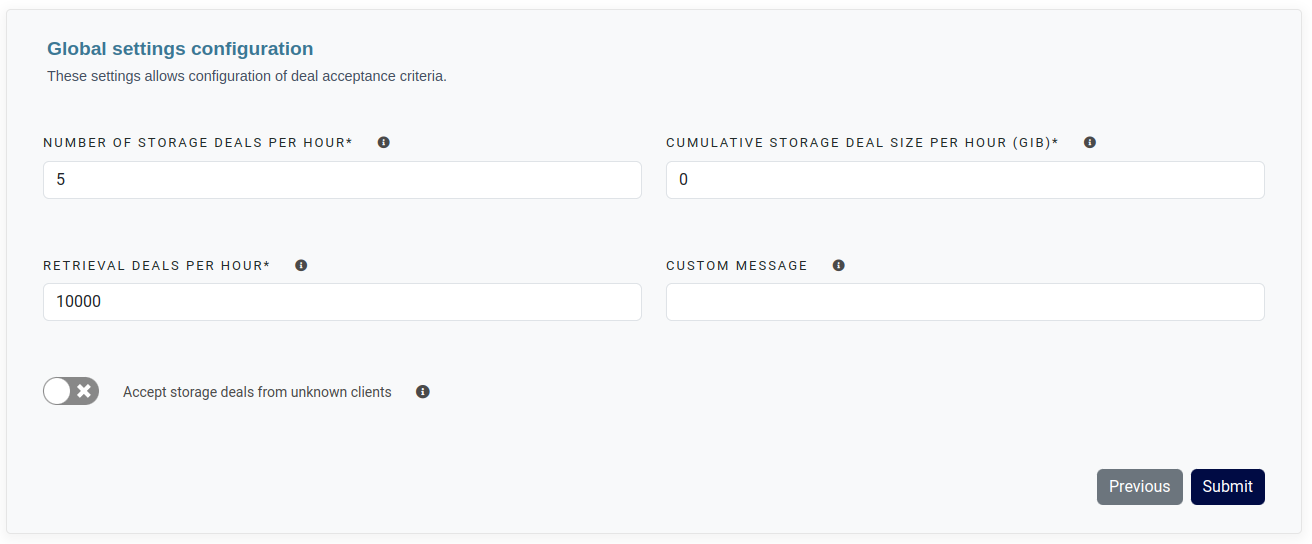 Global settings configuration
These settings allows configuration of deal acceptance criteria.
NUMBER OF STORAGE DEALS PER HOUR*
CUMULATIVE STORAGE DEAL SIZE PER HOUR (GIB)*
5
0
RETRIEVAL DEALS PER HOUR*
CUSTOM MESSAGE
10000
Accept storage deals from unknown clients
Previous
Submit